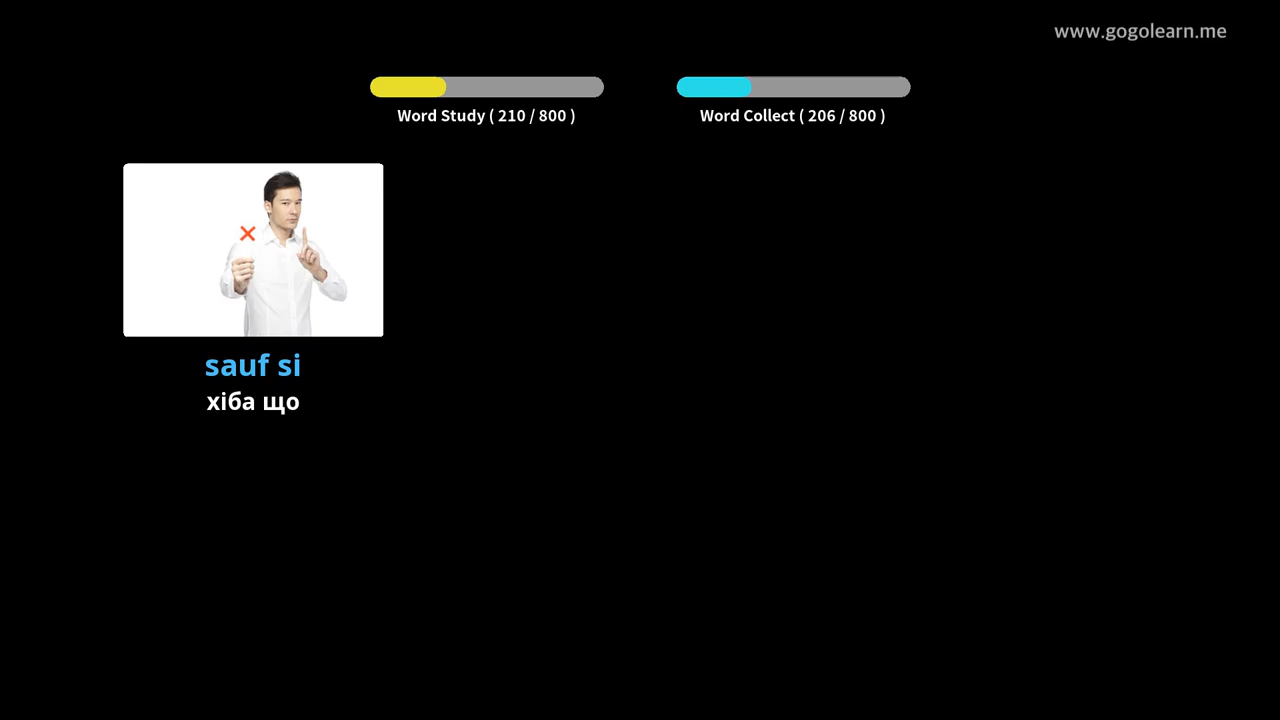 www.gogolearn.me
Word Study ( 210 / 800 )
Word Collect ( 206 / 800 )
sauf si
хіба що